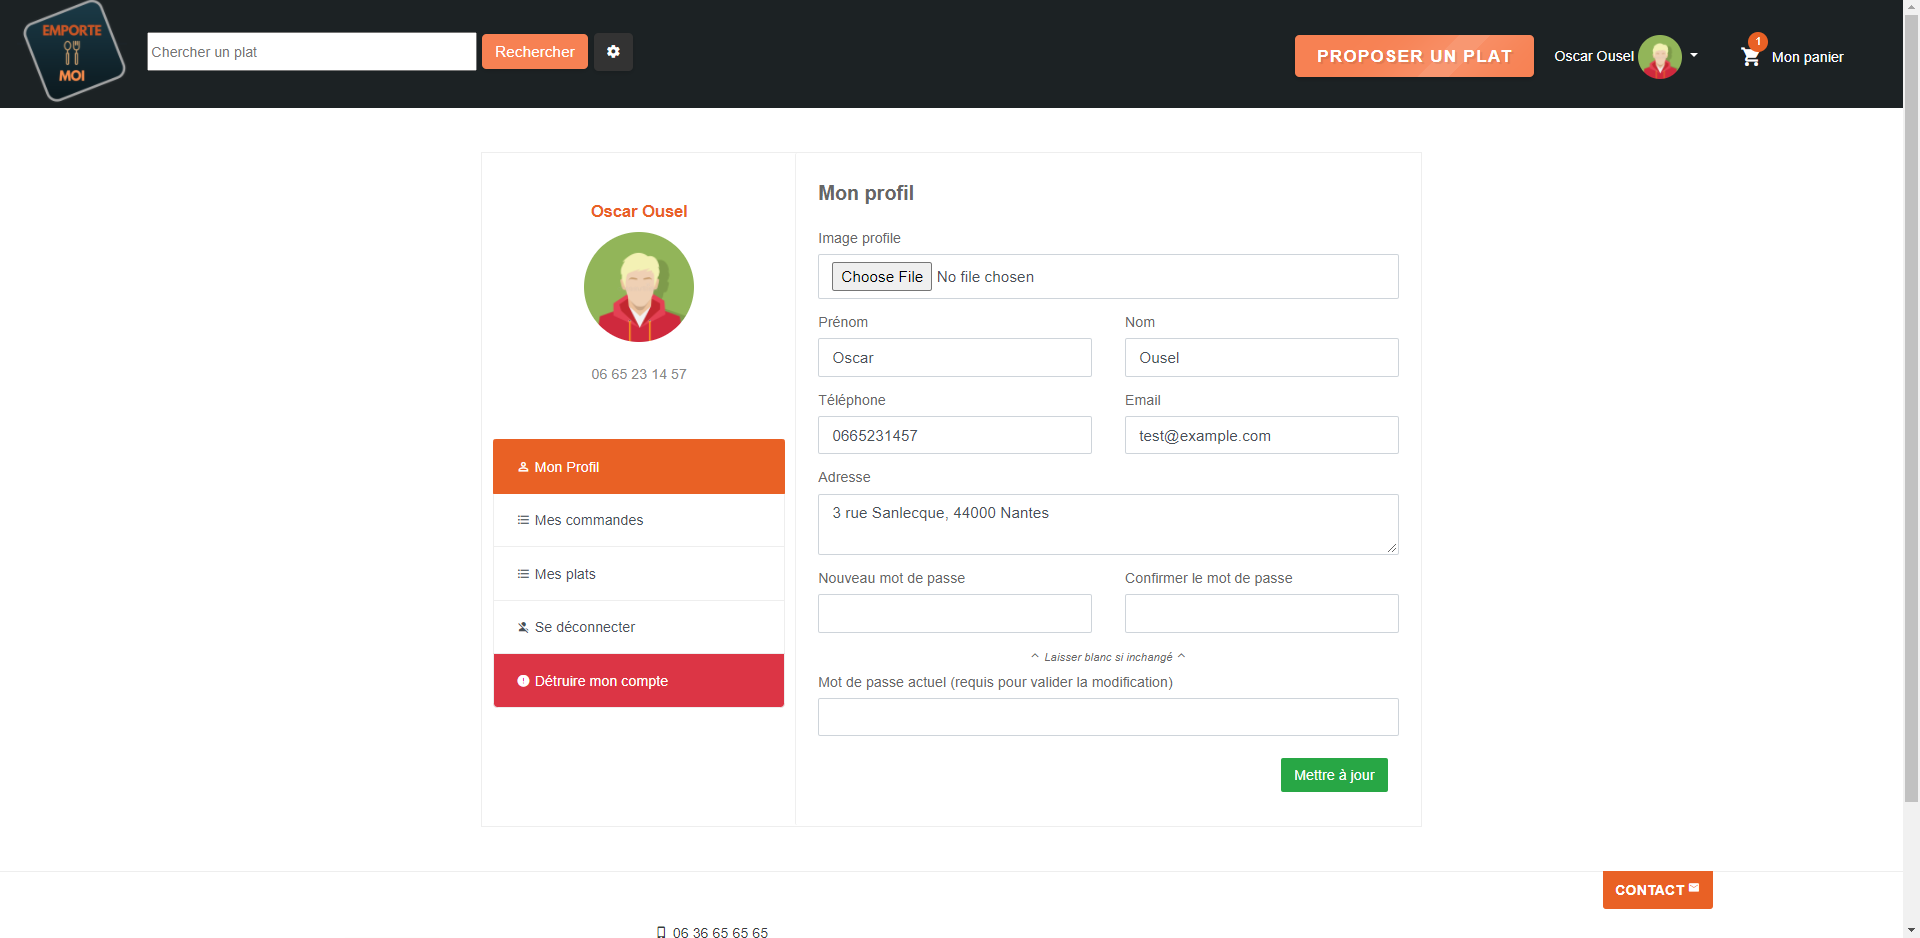 EMPORTE
MOI
Chercher un plat
Rechercher
PROPOSER UN PLAT
Oscar Ousel
1
Mon panier
Oscar Ousel
06 65 23 14 57
Mon Profil
Mes commandes
Mes plats
Se déconnecter
Détruire mon compte
Mon profil
Image profile
Choose File No file chosen
Prénom
Nom
Oscar
Ousel
Téléphone
Email
0665231457
test@example.com
Adresse
3 rue Sanlecque, 44000 Nantes
Nouveau mot de passe
Confirmer le mot de passe
^ Laisser blanc si inchangé ^
Mot de passe actuel (requis pour valider la modification)
Mettre à jour
CONTACT
06 36 65 65 65